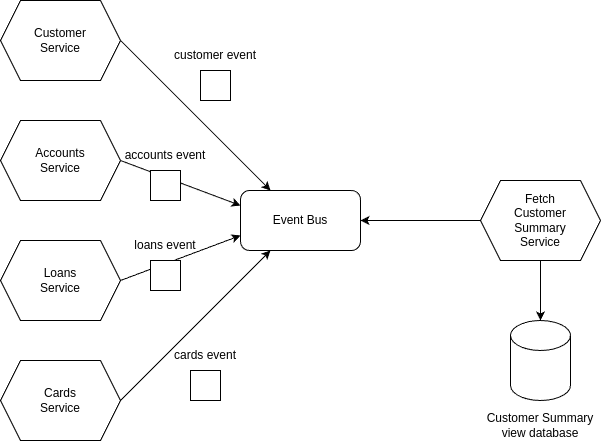 Customer
Service
customer event
Accounts
Service
accounts event
Event Bus
Fetch
Customer
Summary
Service
Loans
Service
loans event
Cards
Service
cards event
Customer Summary
view database